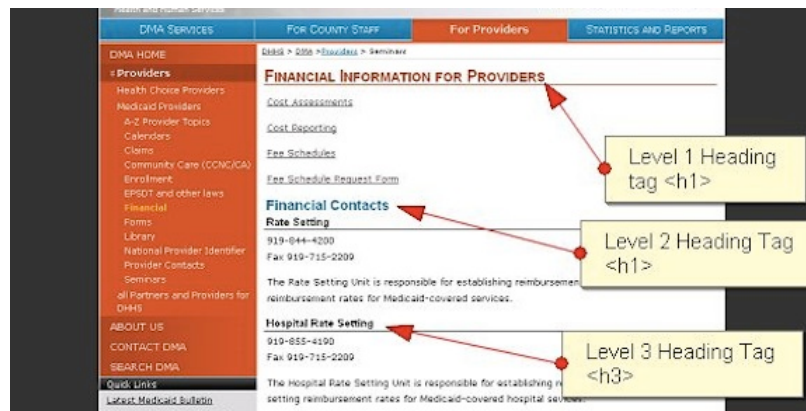 Health and Human Services
DMA SERVICES
FOR COUNTY STAFF
For Providers
STATISTICS AND REPORTS
DMA HOME
Providers
Health Choice Providers
Medicaid Providers
A-Z Provider Topics
Calendars
Claims
Community Care (CCNC/CA)
Enrollment
EPSDT and other laws
Financial
Forms
Library
National Provider Identifier
Provider Contacts
Seminars
all Partners and Providers for
DHHS
ABOUT US
CONTACT DMA
SEARCH DMA
Quick Links
Latest Medicaid Bulletin
DHHS > DMA >Providers > Seminars
FINANCIAL INFORMATION FOR PROVIDERS
Cost Assessments
Cost Reporting
Fee Schedules
Fee Schedule Request Form
Financial Contacts
Rate Setting
919-844-4200
Fax 919-715-2209
The Rate Setting Unit is responsible for establishing
reimbursement rates for Medicaid-covered services.
Hospital Rate Setting
919-855-4190
Fax 919-715-2209
The Hospital Rate Setting Unit is responsible for establishing
setting reimbursement rates for Medicaid-covered hospital
Level 1 Heading
tag <h1>
Level 2 Heading Tag
<h1>
Level 3 Heading Tag
<h3>